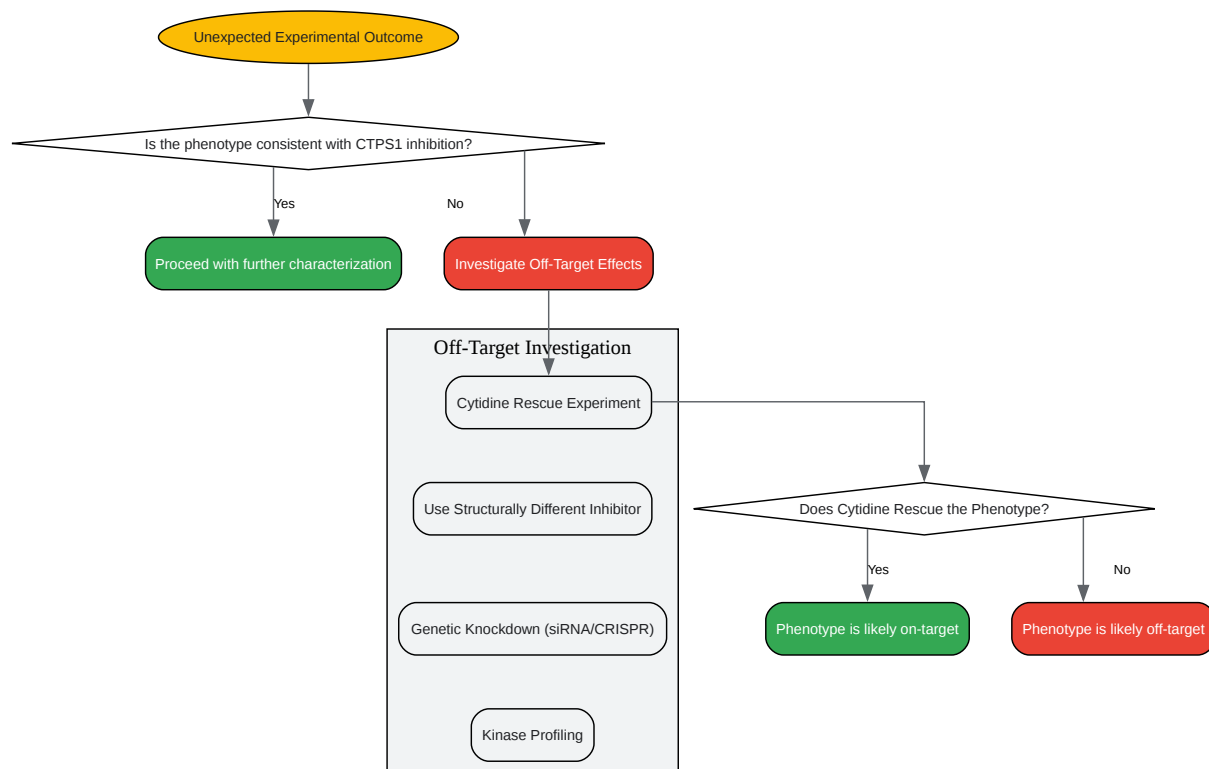 Unexpected Experimental Outcome
Is the phenotype consistent with CTPS1 inhibition?
Yes
No
Proceed with further characterization
Investigate Off-Target Effects
Off-Target Investigation
Cytidine Rescue Experiment
Use Structurally Different Inhibitor
Does Cytidine Rescue the Phenotype?
Yes
No
Genetic Knockdown (siRNA/CRISPR)
Phenotype is likely on-target
Phenotype is likely off-target
Kinase Profiling